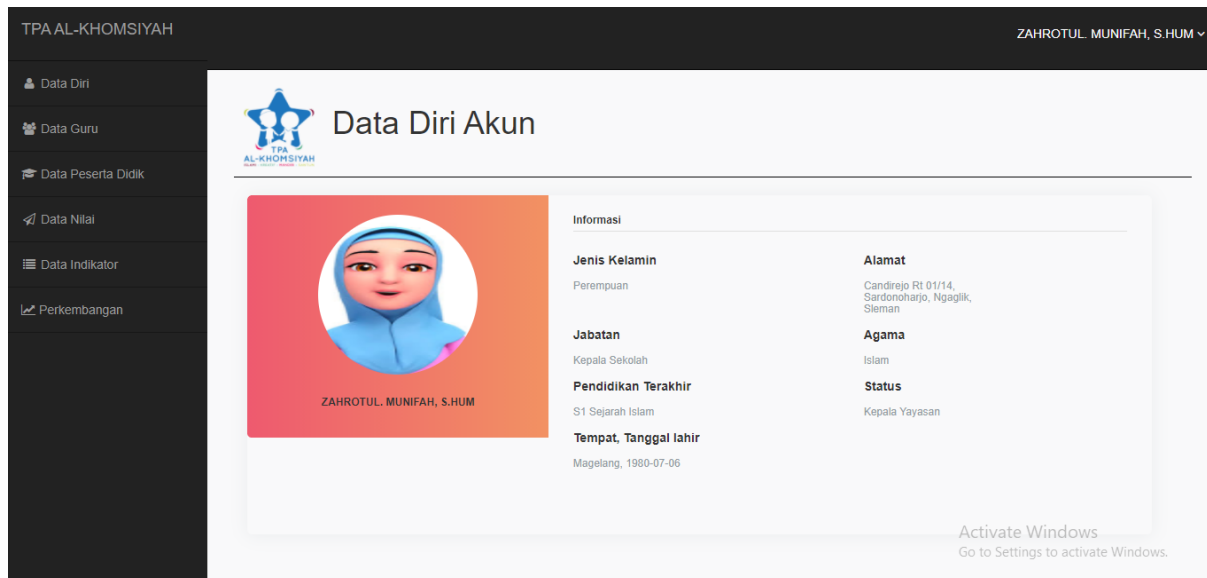 TPA AL-KHOMSIYAH
ZAHROTUL. MUNIFAH, S.HUM
Data Diri
Data Guru
Data Peserta Didik
Data Nilai
Data Indikator
Perkembangan
TPA
AL-KHOMSIYAH
Data Diri Akun
ZAHROTUL. MUNIFAH, S.HUM
Informasi
Jenis Kelamin
Perempuan
Alamat
Candirejo Rt 01/14,
Sardonoharjo, Ngaglik,
Sleman
Jabatan
Kepala Sekolah
Agama
Islam
Pendidikan Terakhir
S1 Sejarah Islam
Status
Kepala Yayasan
Tempat, Tanggal lahir
Magelang, 1980-07-06
Activate Windows
Go to Settings to activate Windows.